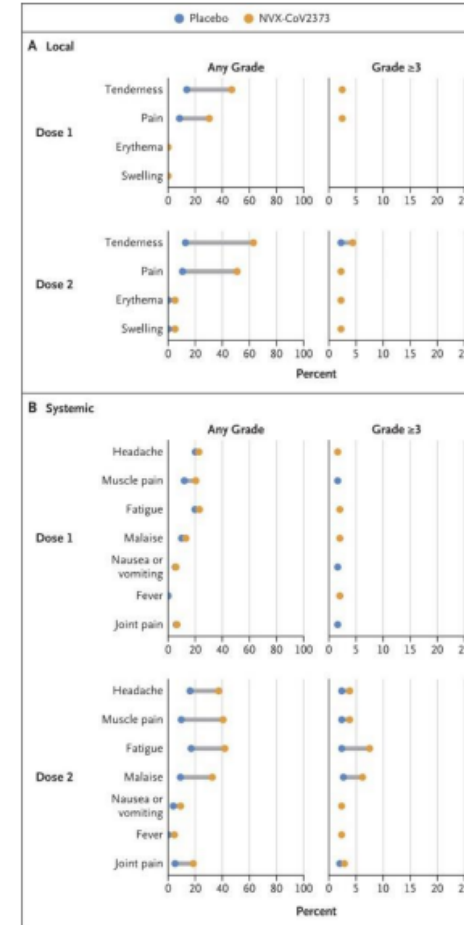 Placebo NVX-CoV2373
A Local
Any Grade Grade ≥3
Dose 1
Tenderness
Pain
Erythema
Swelling
0 20 40 60 80 100 0 5 10 15 20
Dose 2
Tenderness
Pain
Erythema
Swelling
0 20 40 60 80 100 0 5 10 15 20
Percent
B Systemic
Any Grade Grade ≥3
Dose 1
Headache
Muscle pain
Fatigue
Malaise
Nausea or
vomiting
Fever
Joint pain
0 20 40 60 80 100 0 5 10 15 20
Dose 2
Headache
Muscle pain
Fatigue
Malaise
Nausea or
vomiting
Fever
Joint pain
0 20 40 60 80 100 0 5 10 15 20
Percent